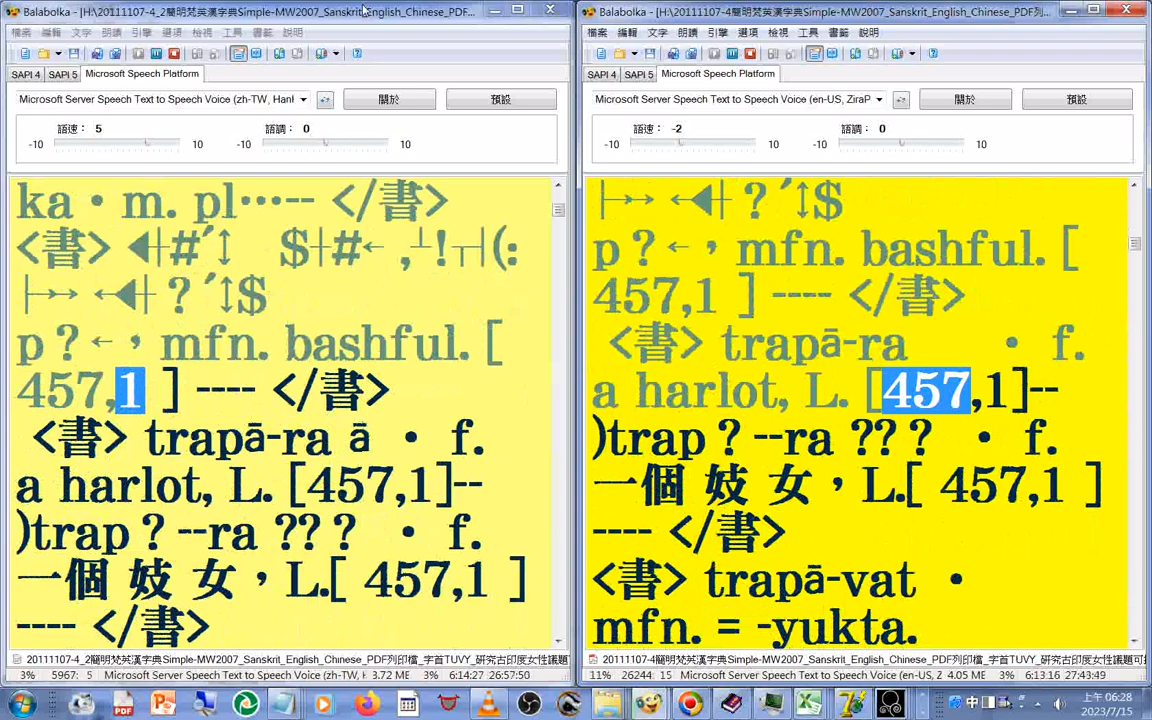 Balabolka - [H:\20111107-4_2簡明梵英漢字典Simple-MW2007_Sanskrit_English_Chinese_PDF...
檔案 編輯 文字 朗讀 引擎 選項 檢視 工具 書籤 說明
SAPI 4 SAPI 5 Microsoft Speech Platform
Microsoft Server Speech Text to Speech Voice (zh-TW, Hanl
關於 預設
語速： 5 語調： 0
-10 10 -10 10
ka • m. pl…-- </書>
<書> ◀┼#ˊ↕ $┼#← , ┴!┬┤(:
├→→ ←◀┼ ? ˊ↕$
p ? ← , mfn. bashful. [
457,1 ] ---- </書>
<書> trapā-ra ā • f.
a harlot, L. [457,1]--
)trap ? --ra ?? ? • f.
一個 妓 女，L.[ 457,1 ]
---- </書>
20111107-4_2簡明梵英漢字典Simple-MW2007_Sanskrit_English_Chinese_PDF列印檔_字首TUVY_研究古印度女性議題
3% 5967: 5 Microsoft Server Speech Text to Speech Voice (zh-TW, H 3.72 ME 3% 6:14:27 26:57:50
Balabolka - [H:\20111107-4簡明梵英漢字典Simple-MW2007_Sanskrit_English_Chinese_PDF列...
檔案 編輯 文字 朗讀 引擎 選項 檢視 工具 書籤 說明
SAPI 4 SAPI 5 Microsoft Speech Platform
Microsoft Server Speech Text to Speech Voice (en-US, ZiraP
關於 預設
語速： -2 語調： 0
-10 10 -10 10
├→→ ←◀┼ ? ˊ↕$
p ? ← , mfn. bashful. [
457,1 ] ---- </書>
<書> trapā-ra • f.
a harlot, L. [457,1]--
)trap ? --ra ?? ? • f.
一個 妓 女，L.[ 457,1 ]
---- </書>
<書> trapā-vat •
mfn. = -yukta.
20111107-4簡明梵英漢字典Simple-MW2007_Sanskrit_English_Chinese_PDF列印檔_字首TUVY_研究古印度女性議題可
11% 26244: 15 Microsoft Server Speech Text to Speech Voice (en-US, Z 4.05 ME 3% 6:13:16 27:43:49
中
上午 06:28
2023/7/15